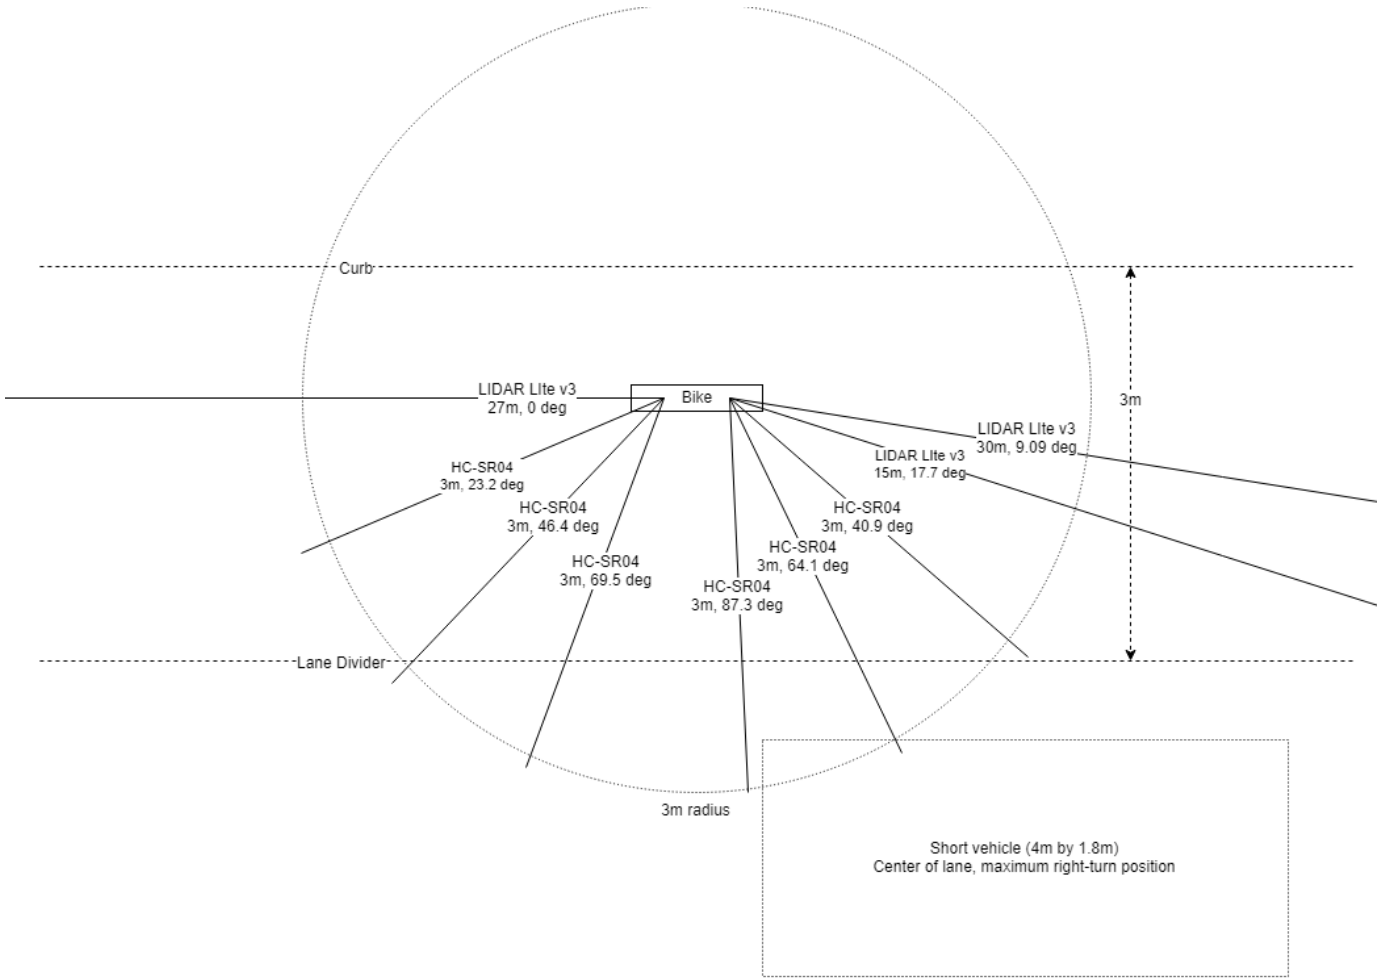 Curb
LIDAR LIte v3
27m, 0 deg
Bike
3m
LIDAR LIte v3
30m, 9.09 deg
LIDAR LIte v3
15m, 17.7 deg
HC-SR04
3m, 23.2 deg
HC-SR04
3m, 46.4 deg
HC-SR04
3m, 40.9 deg
HC-SR04
3m, 69.5 deg
HC-SR04
3m, 64.1 deg
HC-SR04
3m, 87.3 deg
Lane Divider
3m radius
Short vehicle (4m by 1.8m)
Center of lane, maximum right-turn position